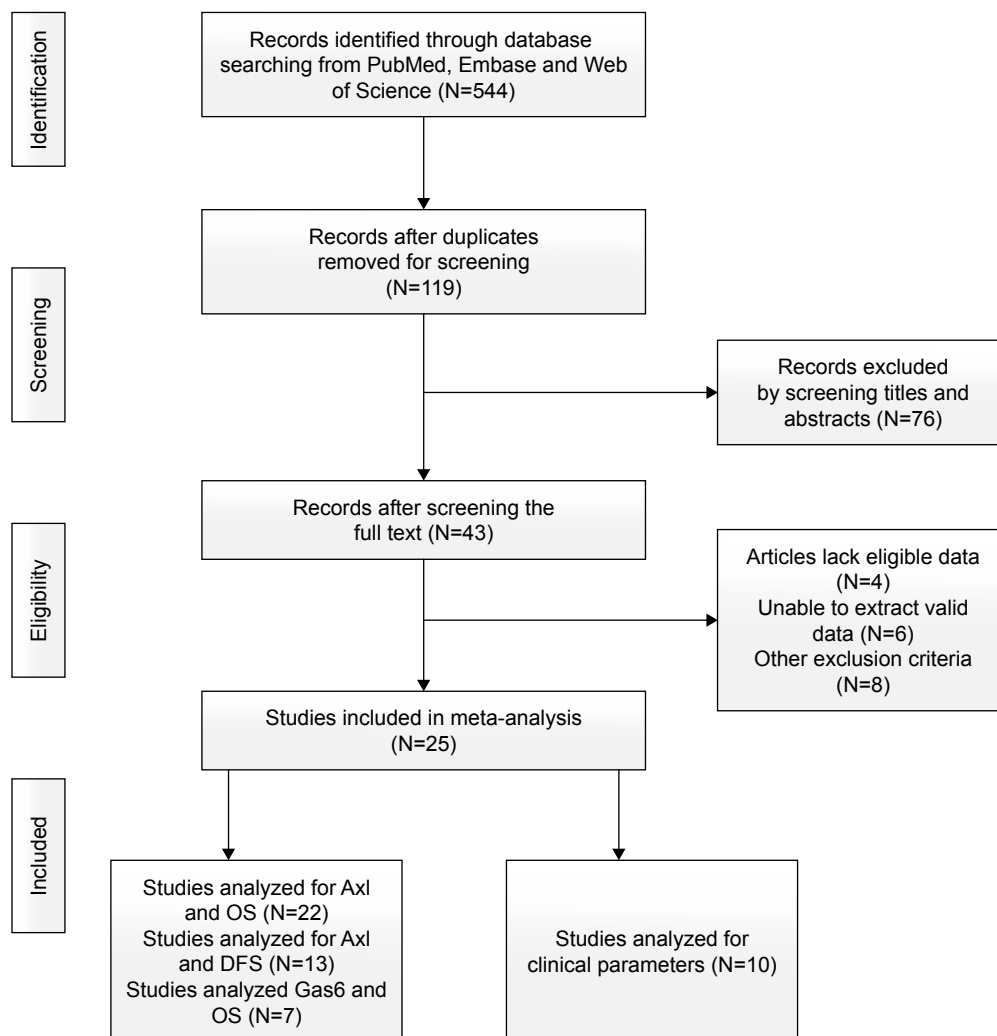 Identification
Records identified through database
searching from PubMed, Embase and Web
of Science (N=544)
Records after duplicates
removed for screening
(N=119)
Screening
Records excluded
by screening titles and
abstracts (N=76)
Records after screening the
full text (N=43)
Eligibility
Articles lack eligible data
(N=4)
Unable to extract valid
data (N=6)
Other exclusion criteria
(N=8)
Studies included in meta-analysis
(N=25)
Included
Studies analyzed for Axl
and OS (N=22)
Studies analyzed for Axl
and DFS (N=13)
Studies analyzed Gas6 and
OS (N=7)
Studies analyzed for
clinical parameters (N=10)